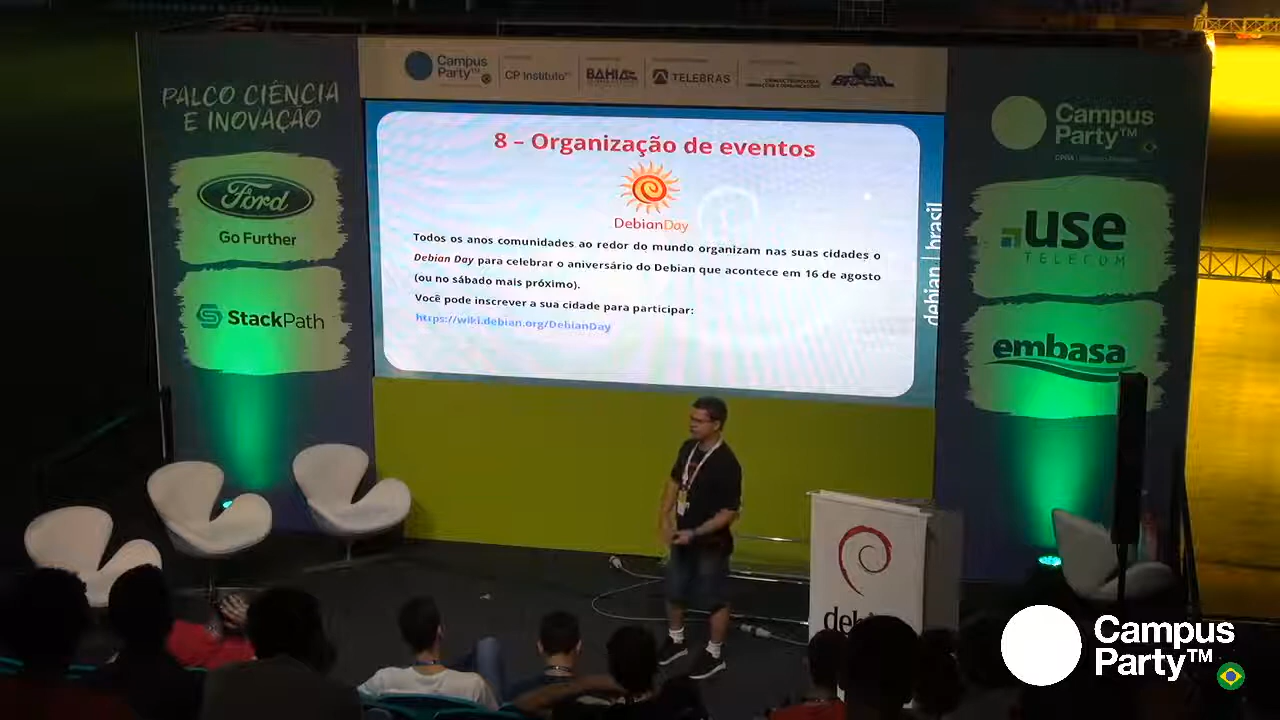 PALCO CIÊNCIA
E INOVAÇÃO
Ford
Go Further
StackPath
Campus
Party™
CP Instituto
BAHIA
TELEBRAS
BRASIL
8 – Organização de eventos
DebianDay
Todos os anos comunidades ao redor do mundo organizam nas suas cidades o
Debian Day para celebrar o aniversário do Debian que acontece em 16 de agosto
(ou no sábado mais próximo).
Você pode inscrever a sua cidade para participar:
https://wiki.debian.org/DebianDay
debian | brasil
Campus
Party™
USE
TELECOM
embasa
debi
Campus
Party™